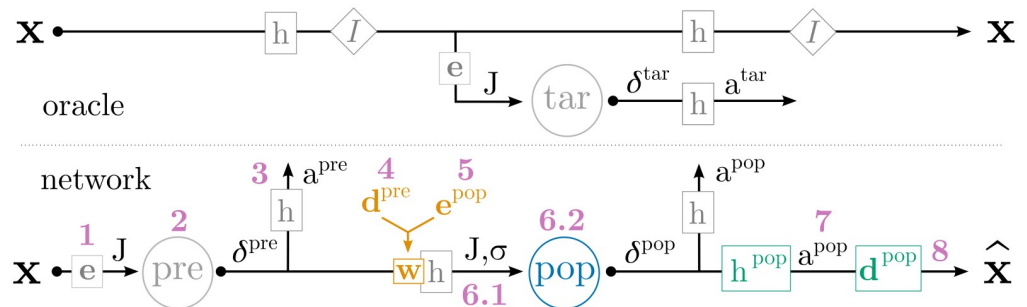 x h I h I x
e J tar δ^tar h a^tar
oracle
network
3 a^pre 4 d^pre 5 e^pop a^pop
1 2 h 6.2 h 7
x e J pre δ^pre w h J,σ pop δ^pop h^pop a^pop d^pop 8 x̂
6.1